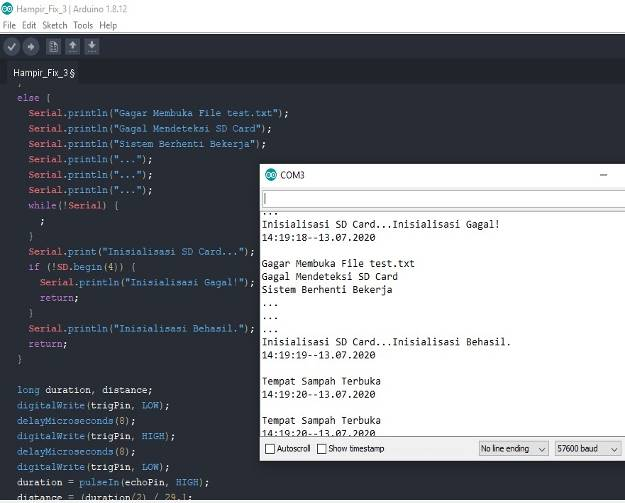 Hampir_Fix_3 | Arduino 1.8.12
File Edit Sketch Tools Help
Hampir_Fix_3 §
}
else {
Serial.println("Gagar Membuka File test.txt");
Serial.println("Gagal Mendeteksi SD Card");
Serial.println("Sistem Berhenti Bekerja");
Serial.println("...");
Serial.println("...");
Serial.println("...");
while(!Serial) {
;
}
Serial.print("Inisialisasi SD Card...");
if (!SD.begin(4)) {
Serial.println("Inisialisasi Gagal!");
return;
}
Serial.println("Inisialisasi Behasil.");
return;
}
long duration, distance;
digitalWrite(trigPin, LOW);
delayMicroseconds(8);
digitalWrite(trigPin, HIGH);
delayMicroseconds(8);
digitalWrite(trigPin, LOW);
duration = pulseIn(echoPin, HIGH);
distance = (duration/2) / 29.1;
COM3
...
Inisialisasi SD Card...Inisialisasi Gagal!
14:19:18--13.07.2020
Gagar Membuka File test.txt
Gagal Mendeteksi SD Card
Sistem Berhenti Bekerja
...
...
...
Inisialisasi SD Card...Inisialisasi Behasil.
14:19:19--13.07.2020
Tempat Sampah Terbuka
14:19:20--13.07.2020
Tempat Sampah Terbuka
14:19:20--13.07.2020
Autoscroll Show timestamp No line ending 57600 baud